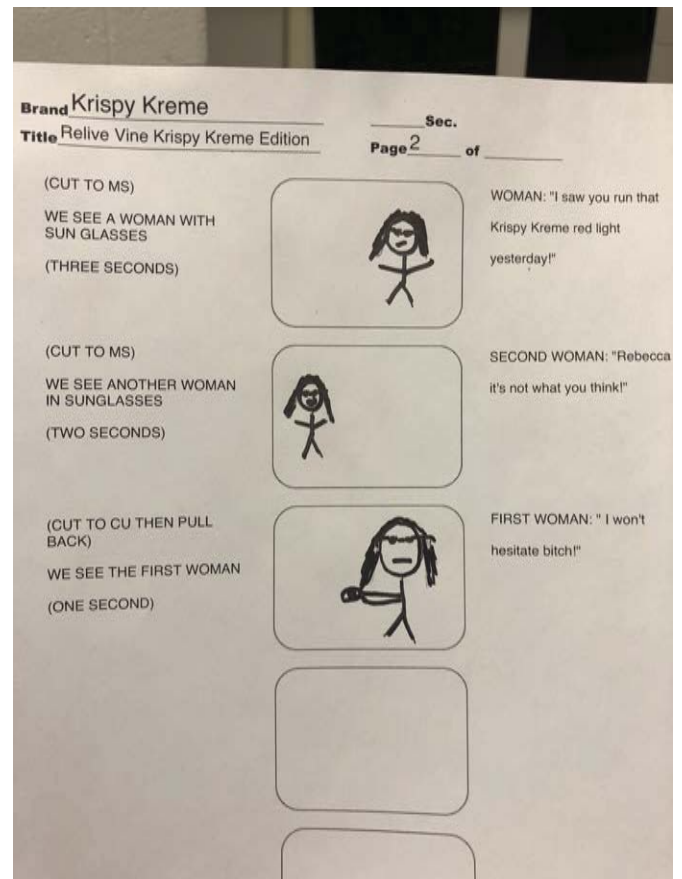 Brand Krispy Kreme
Sec.
Title Relive Vine Krispy Kreme Edition
Page 2 of
(CUT TO MS)
WE SEE A WOMAN WITH
SUN GLASSES
(THREE SECONDS)
WOMAN: "I saw you run that
Krispy Kreme red light
yesterday!"
(CUT TO MS)
WE SEE ANOTHER WOMAN
IN SUNGLASSES
(TWO SECONDS)
SECOND WOMAN: "Rebecca
it's not what you think!"
(CUT TO CU THEN PULL
BACK)
WE SEE THE FIRST WOMAN
(ONE SECOND)
FIRST WOMAN: " I won't
hesitate bitch!"